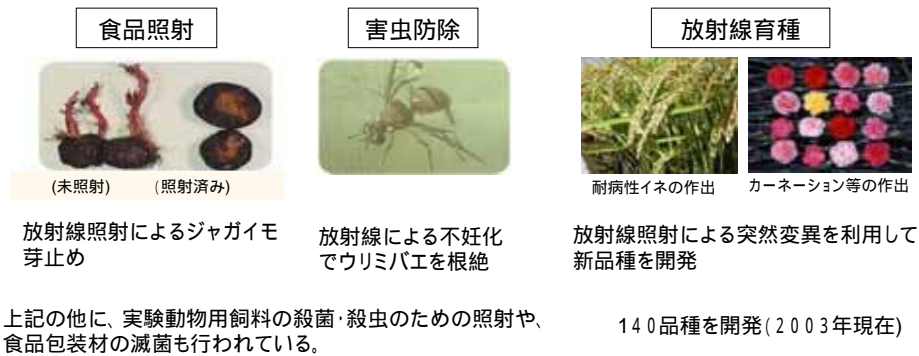 食品照射
害虫防除
放射線育種
(未照射)
(照射済み)
耐病性イネの作出
カーネーション等の作出
放射線照射によるジャガイモ
芽止め
放射線による不妊化
でウリミバエを根絶
放射線照射による突然変異を利用して
新品種を開発
上記の他に、実験動物用飼料の殺菌・殺虫のための照射や、
食品包装材の滅菌も行われている。
140品種を開発(2003年現在)